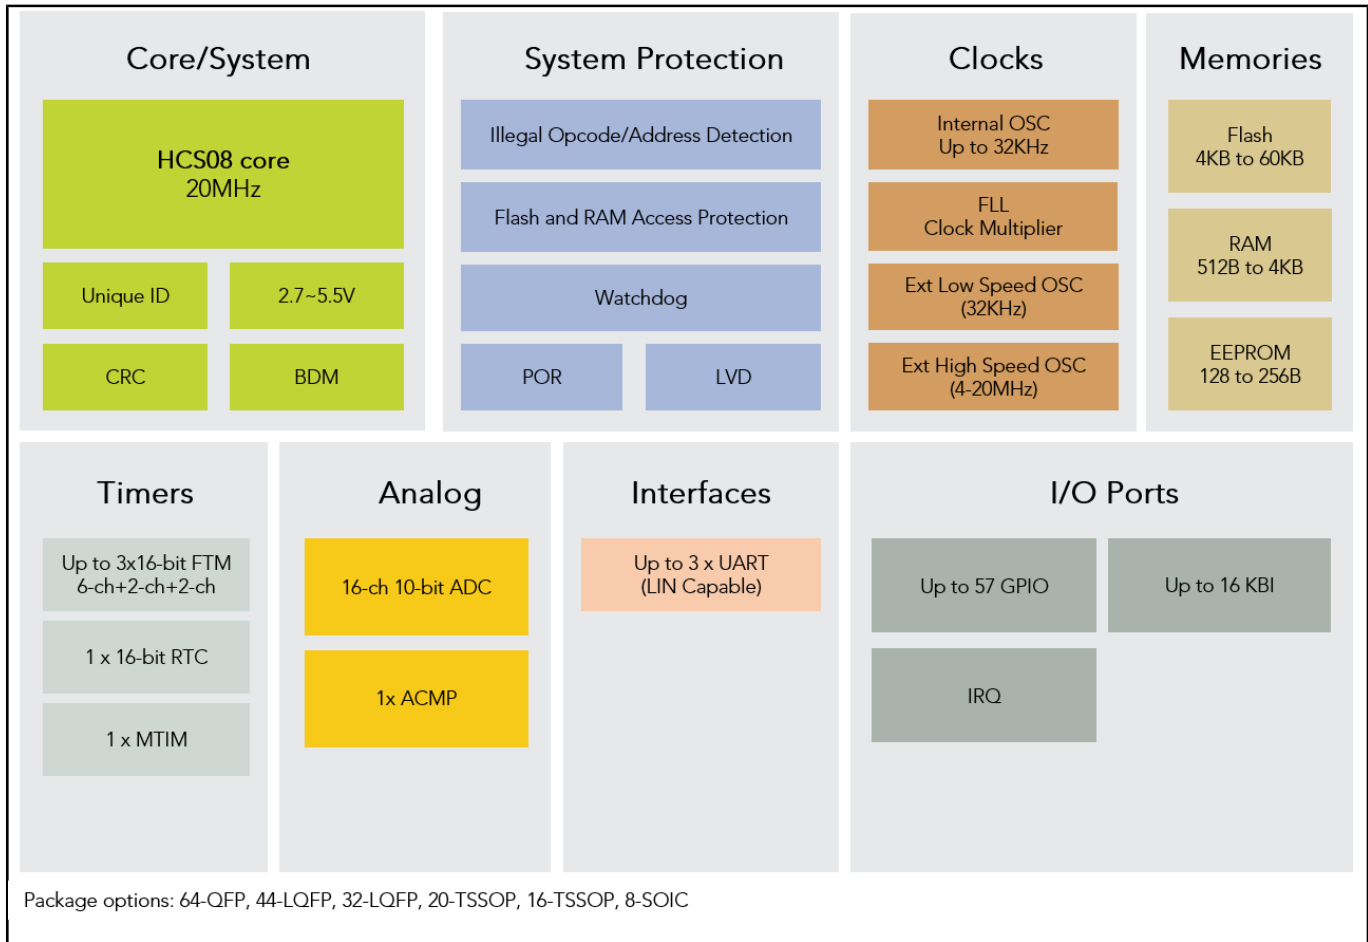 Core/System
HCS08 core
20MHz
Unique ID
2.7~5.5V
CRC
BDM
System Protection
Illegal Opcode/Address Detection
Flash and RAM Access Protection
Watchdog
POR
LVD
Clocks
Internal OSC
Up to 32KHz
FLL
Clock Multiplier
Ext Low Speed OSC
(32KHz)
Ext High Speed OSC
(4-20MHz)
Memories
Flash
4KB to 60KB
RAM
512B to 4KB
EEPROM
128 to 256B
Timers
Up to 3x16-bit FTM
6-ch+2-ch+2-ch
1 x 16-bit RTC
1 x MTIM
Analog
16-ch 10-bit ADC
1x ACMP
Interfaces
Up to 3 x UART
(LIN Capable)
I/O Ports
Up to 57 GPIO
Up to 16 KBI
IRQ
Package options: 64-QFP, 44-LQFP, 32-LQFP, 20-TSSOP, 16-TSSOP, 8-SOIC